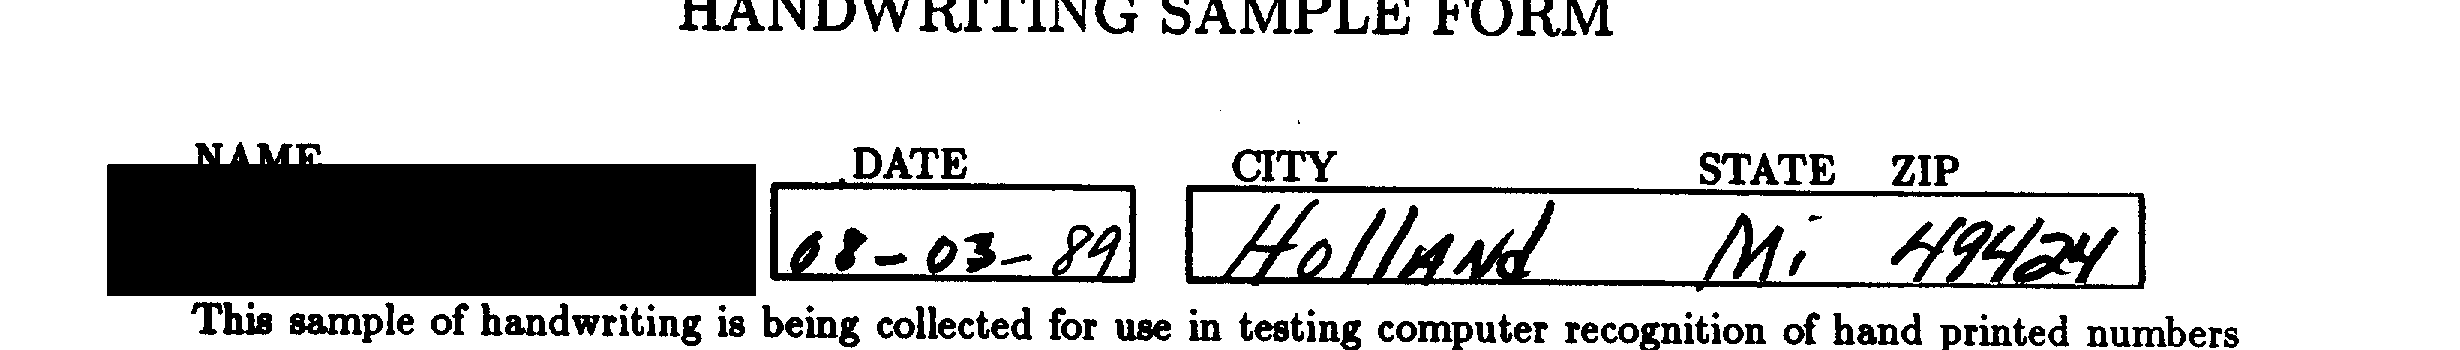 HANDWRITING SAMPLE FORM
NAME DATE CITY STATE ZIP
08-03-89 Holland Mi 49424
This sample of handwriting is being collected for use in testing computer recognition of hand printed numbers